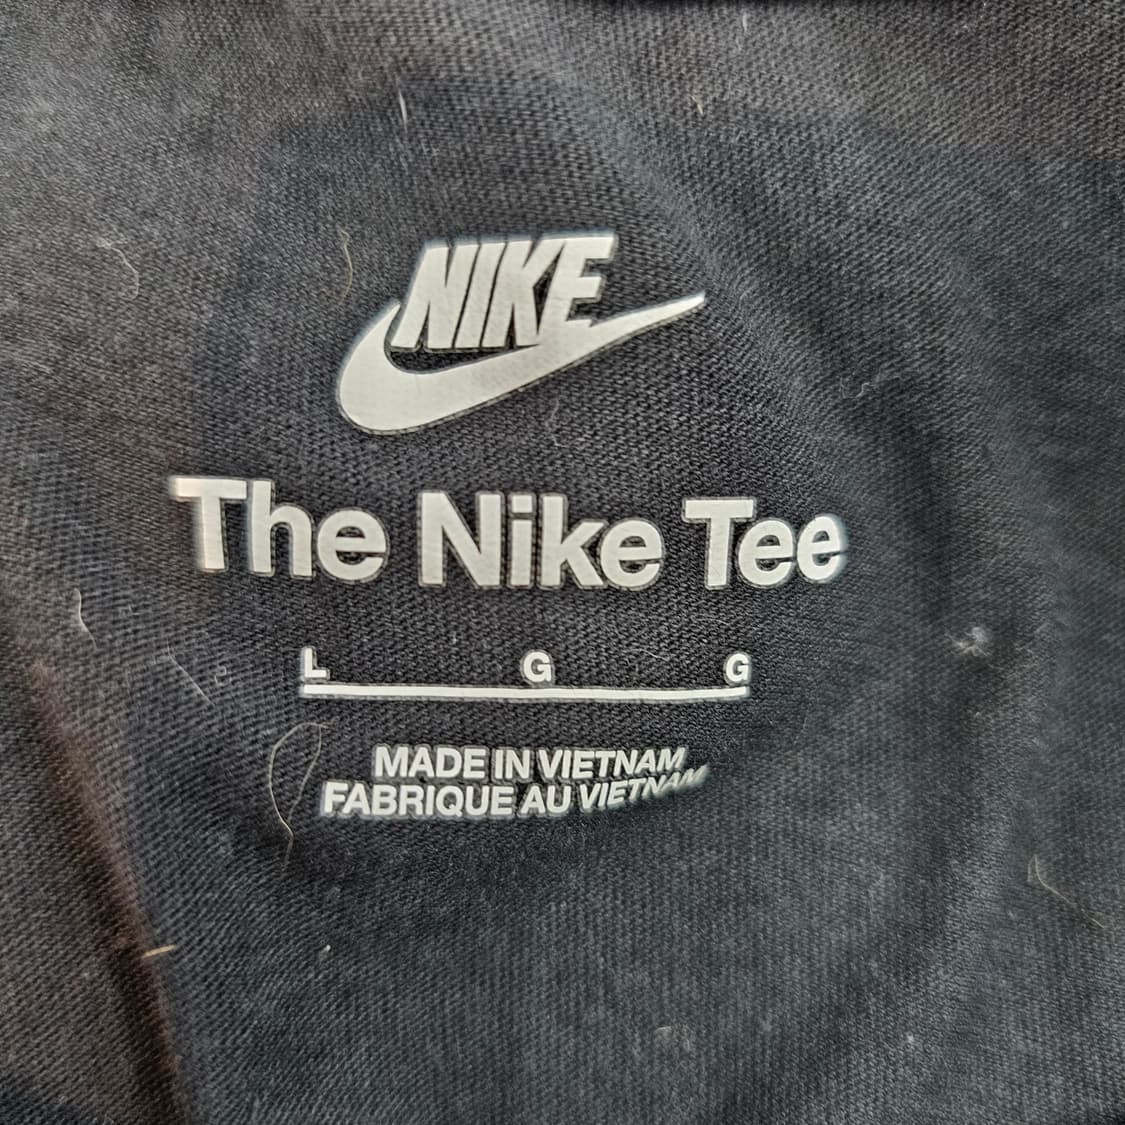 NIKE
The Nike Tee
L G G
MADE IN VIETNAM
FABRIQUE AU VIETNAM